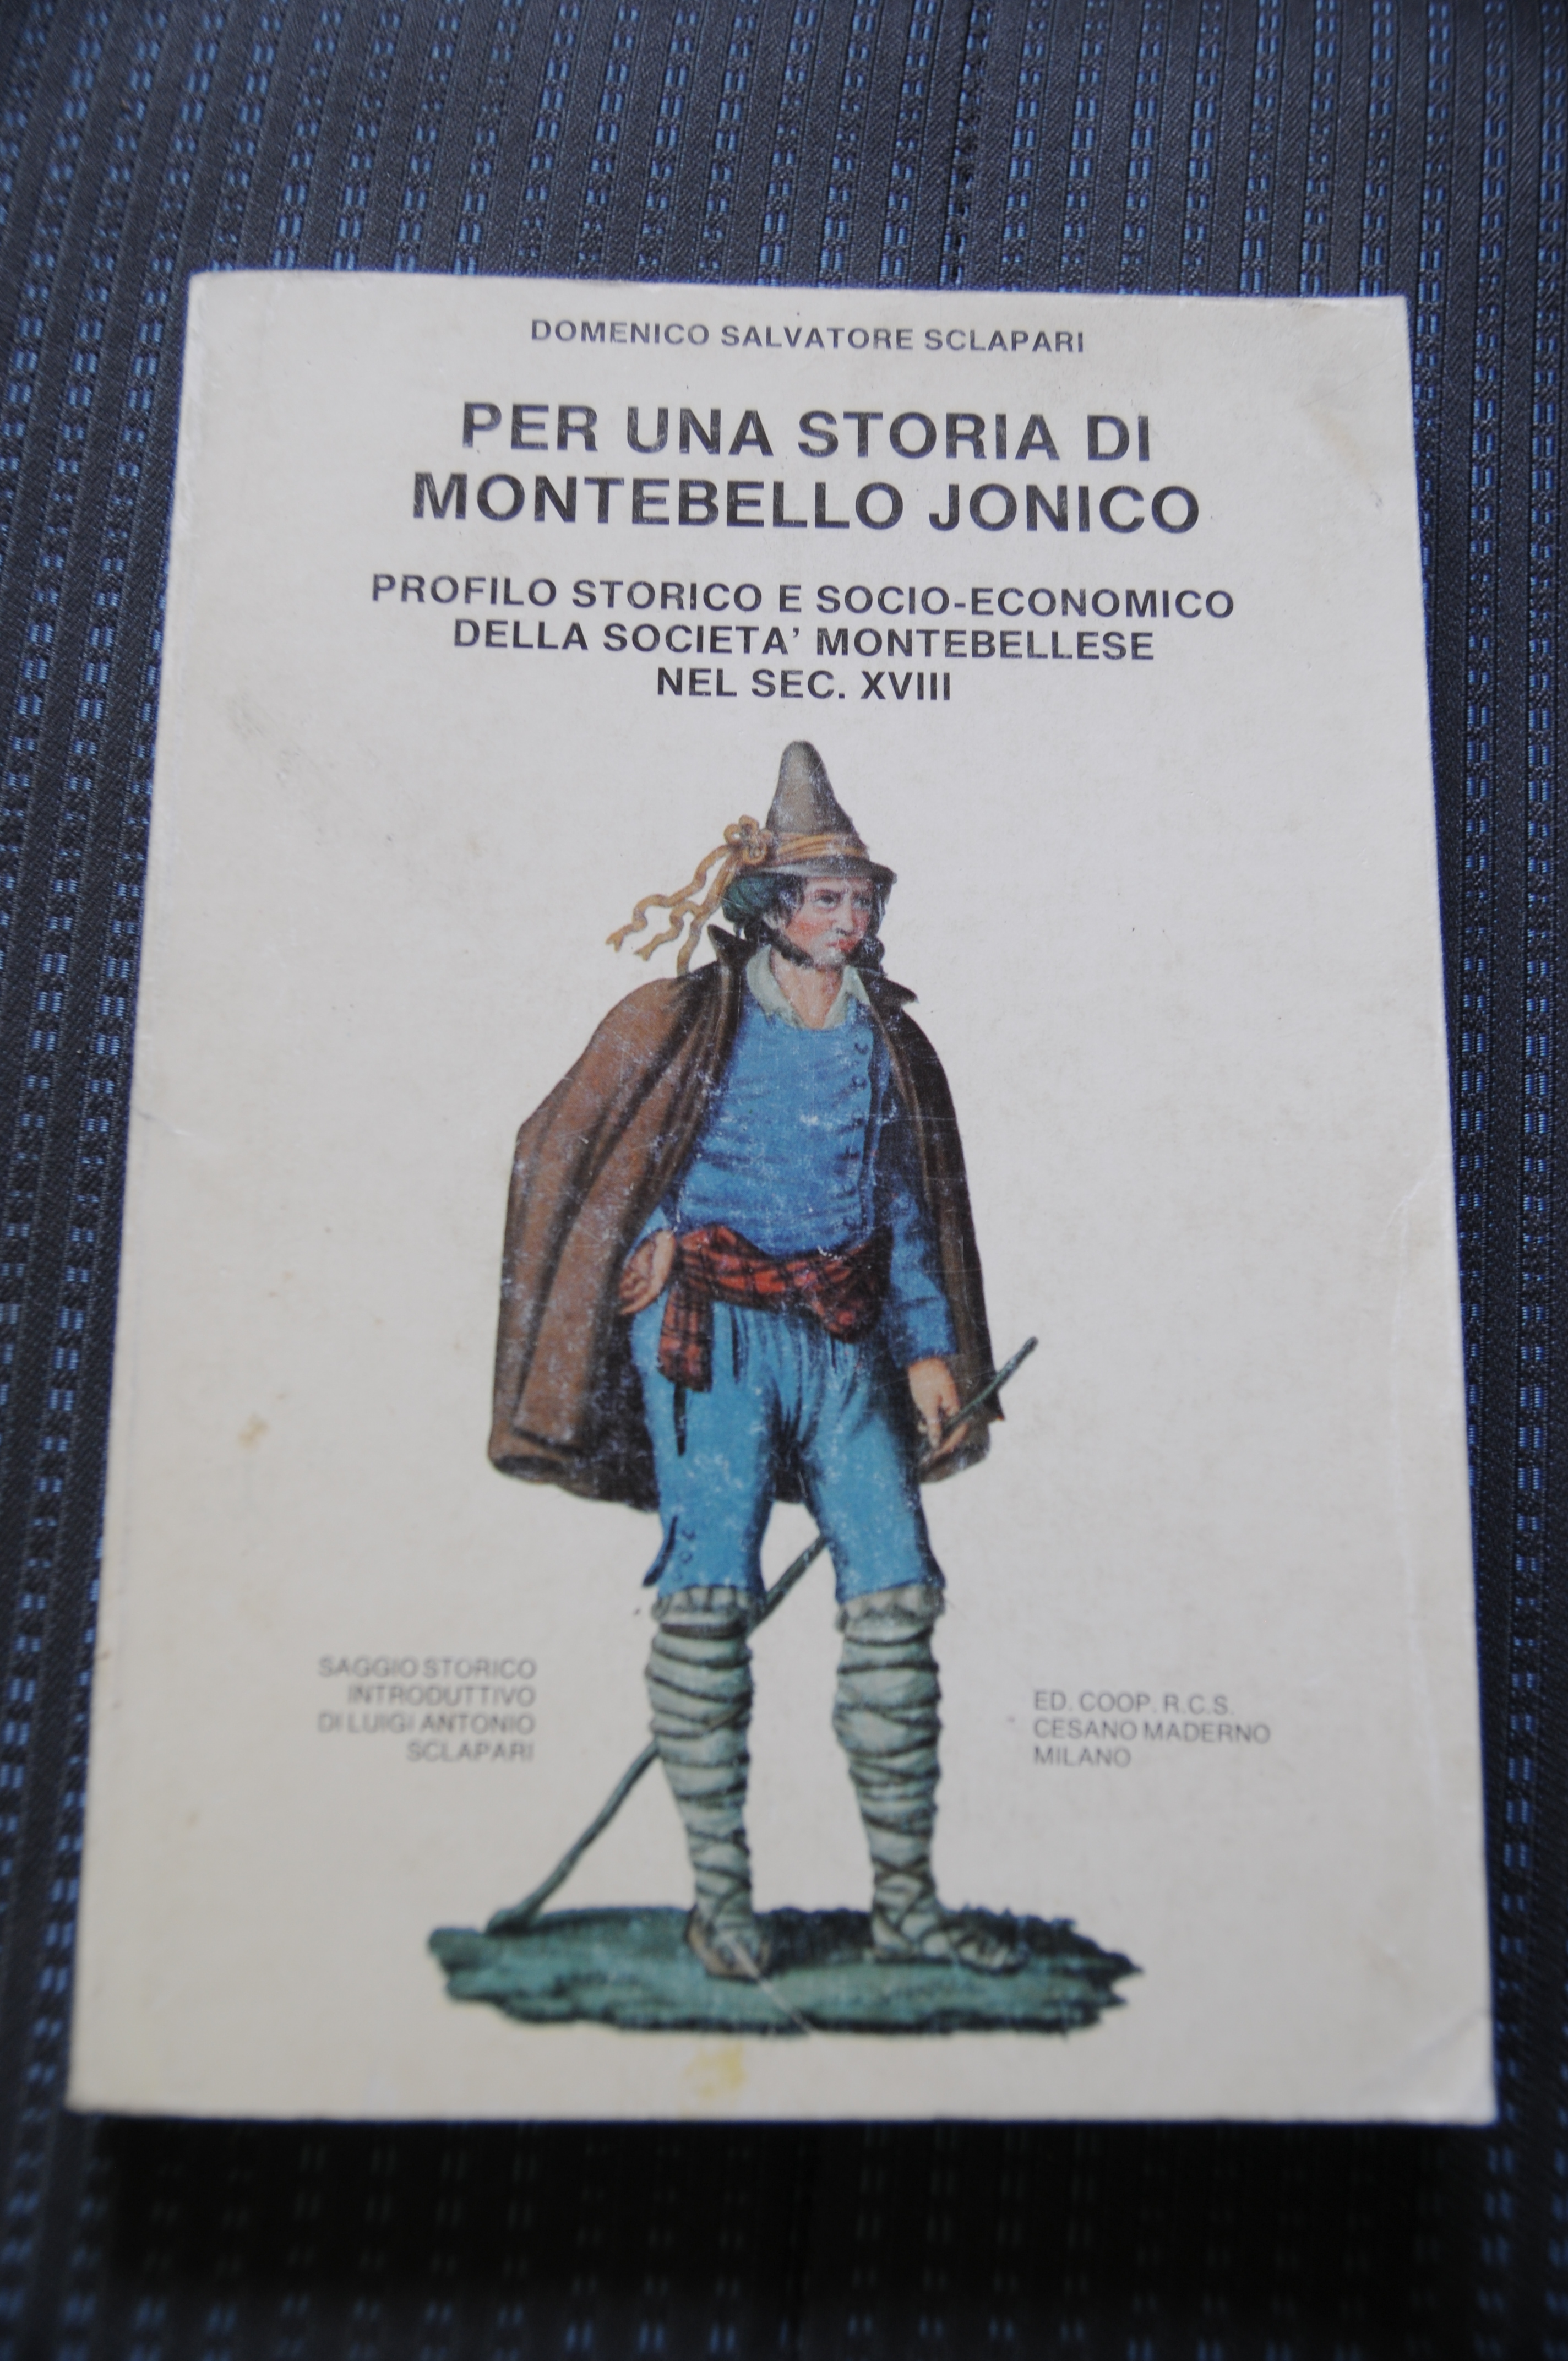 DOMENICO SALVATORE SCLAPARI
PER UNA STORIA DI
MONTEBELLO JONICO
PROFILO STORICO E SOCIO-ECONOMICO
DELLA SOCIETA' MONTEBELLESE
NEL SEC. XVIII
SAGGIO STORICO
INTRODUTTIVO
DI LUIGI ANTONIO
SCLAPARI
ED. COOP. R.C.S.
CESANO MADERNO
MILANO